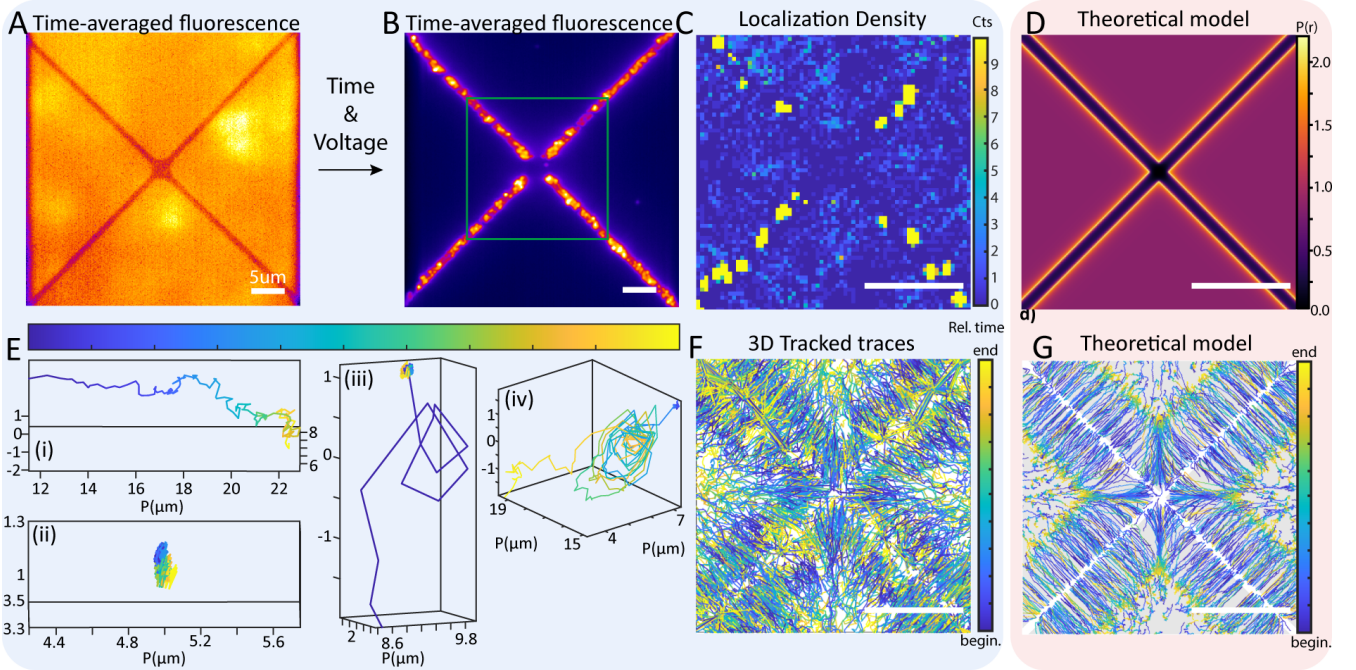 A Time-averaged fluorescence
5um
Time
&
Voltage
B Time-averaged fluorescence
C Localization Density
Cts
9
8
7
6
5
4
3
2
1
0
D Theoretical model
P(r)
2.0
1.5
1.0
0.5
0.0
d)
E
(i)
1
0
-1
-2
8
6
12 14 16 18 20 22
P(μm)
(ii)
1.3
1
3.5
3.3
4.4 4.8 5.2 5.6
P(μm)
(iii)
1
0
-1
2 8.6 9.8
P(μm)
(iv)
1
0
-1
19
15
4
7
P(μm)
P(μm)
F 3D Tracked traces
Rel. time
end
begin.
G Theoretical model
end
begin.